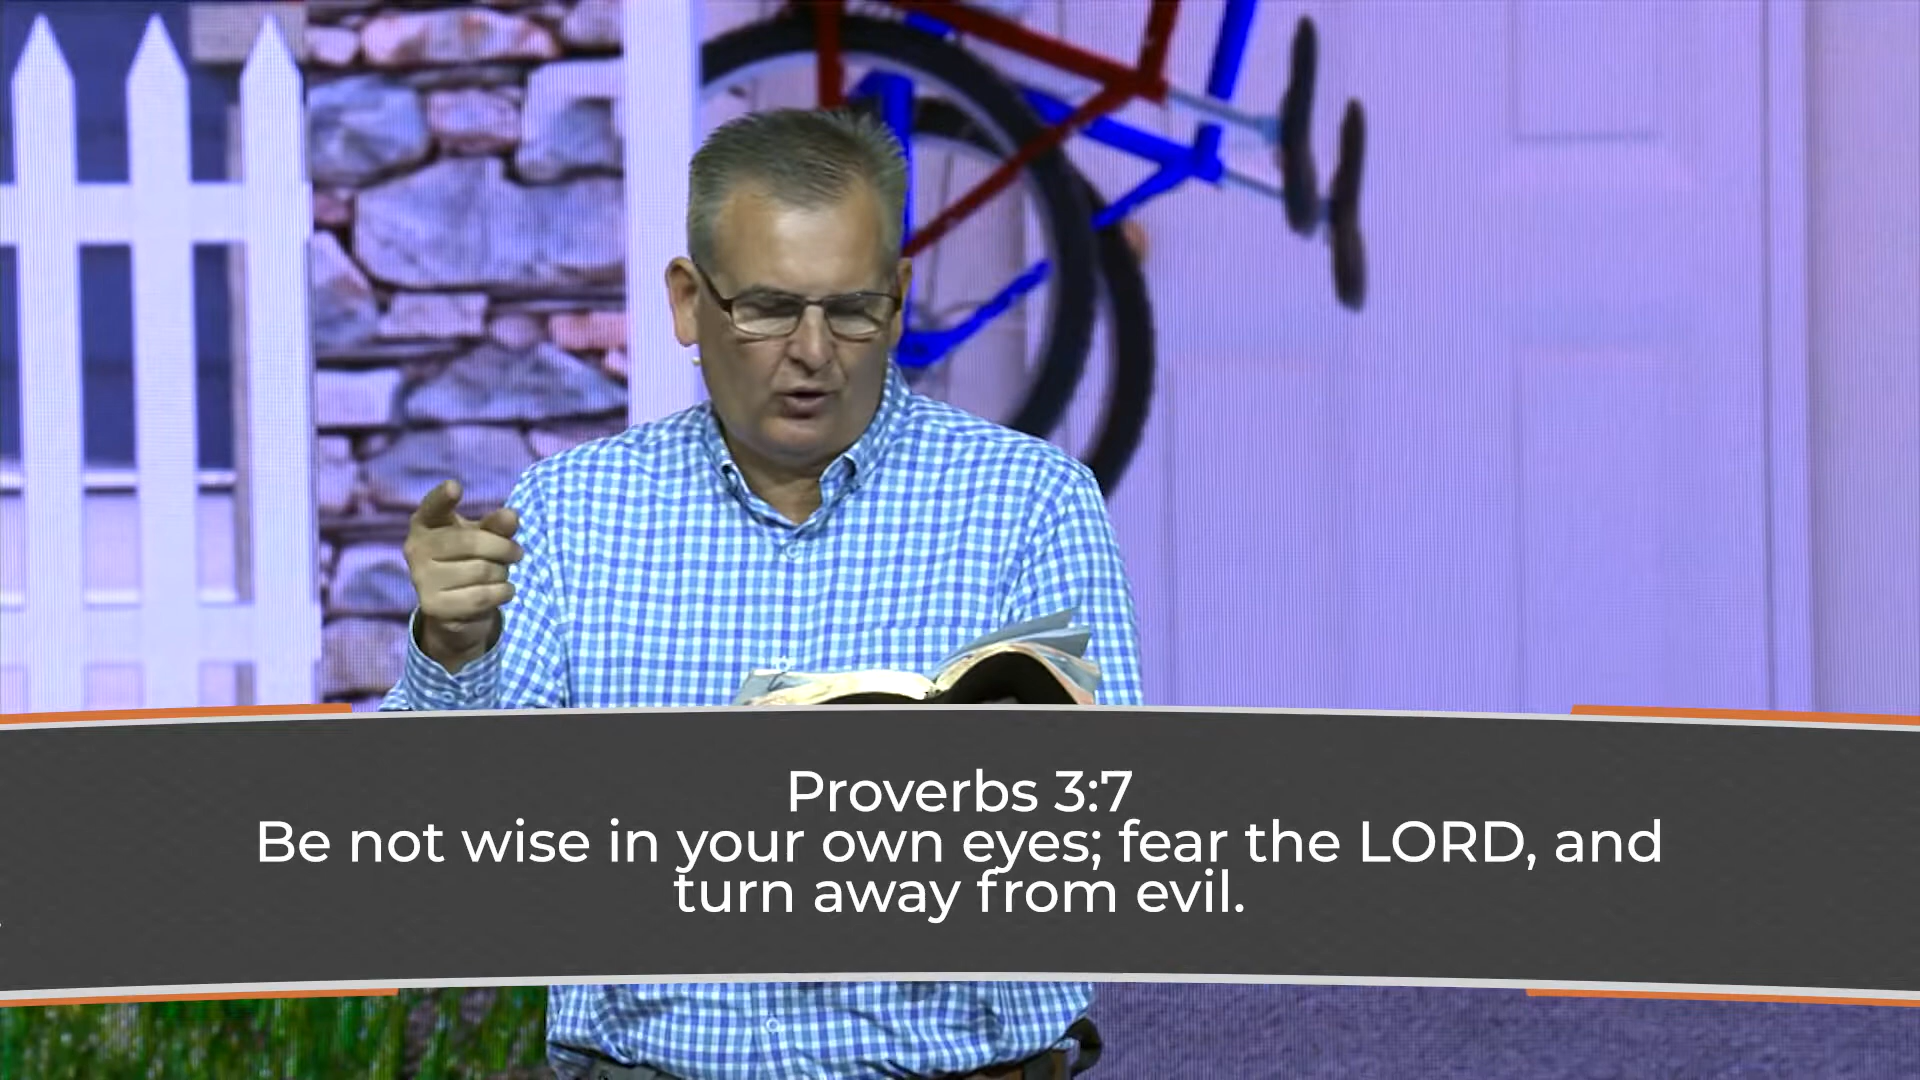 Proverbs 3:7
Be not wise in your own eyes; fear the LORD, and
turn away from evil.